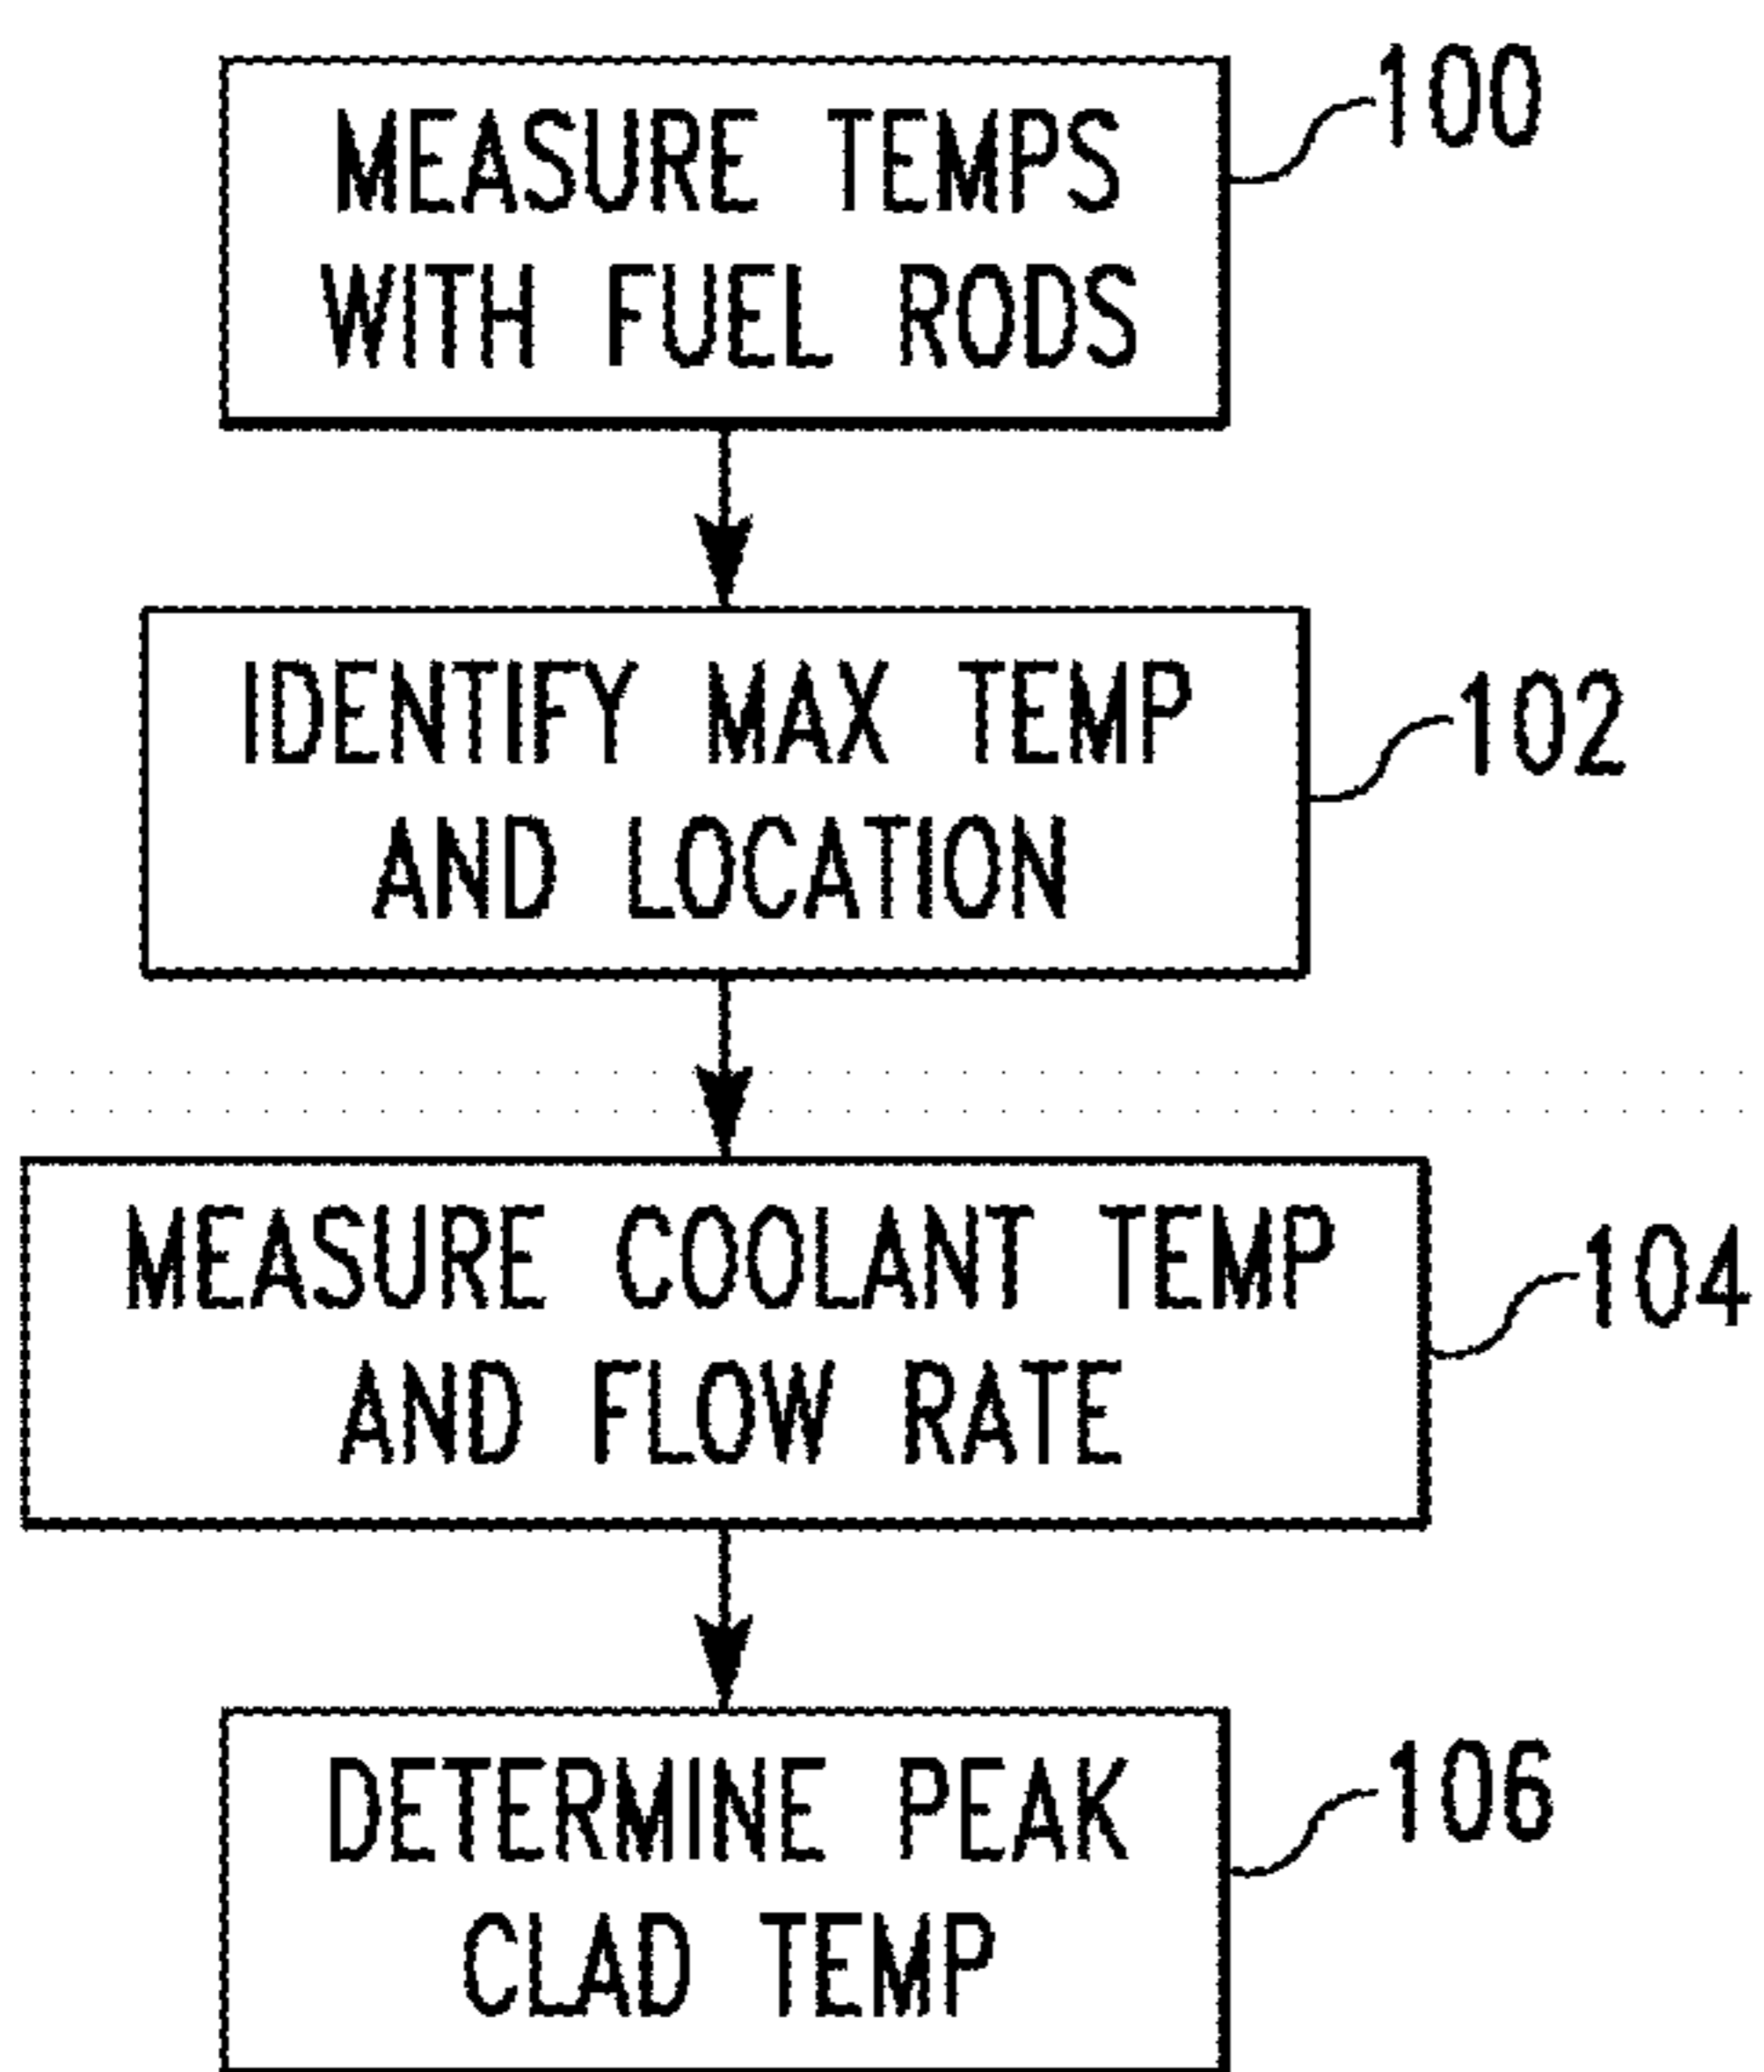 MEASURE TEMPS
WITH FUEL RODS
100
IDENTIFY MAX TEMP
AND LOCATION
102
MEASURE COOLANT TEMP
AND FLOW RATE
104
DETERMINE PEAK
CLAD TEMP
106